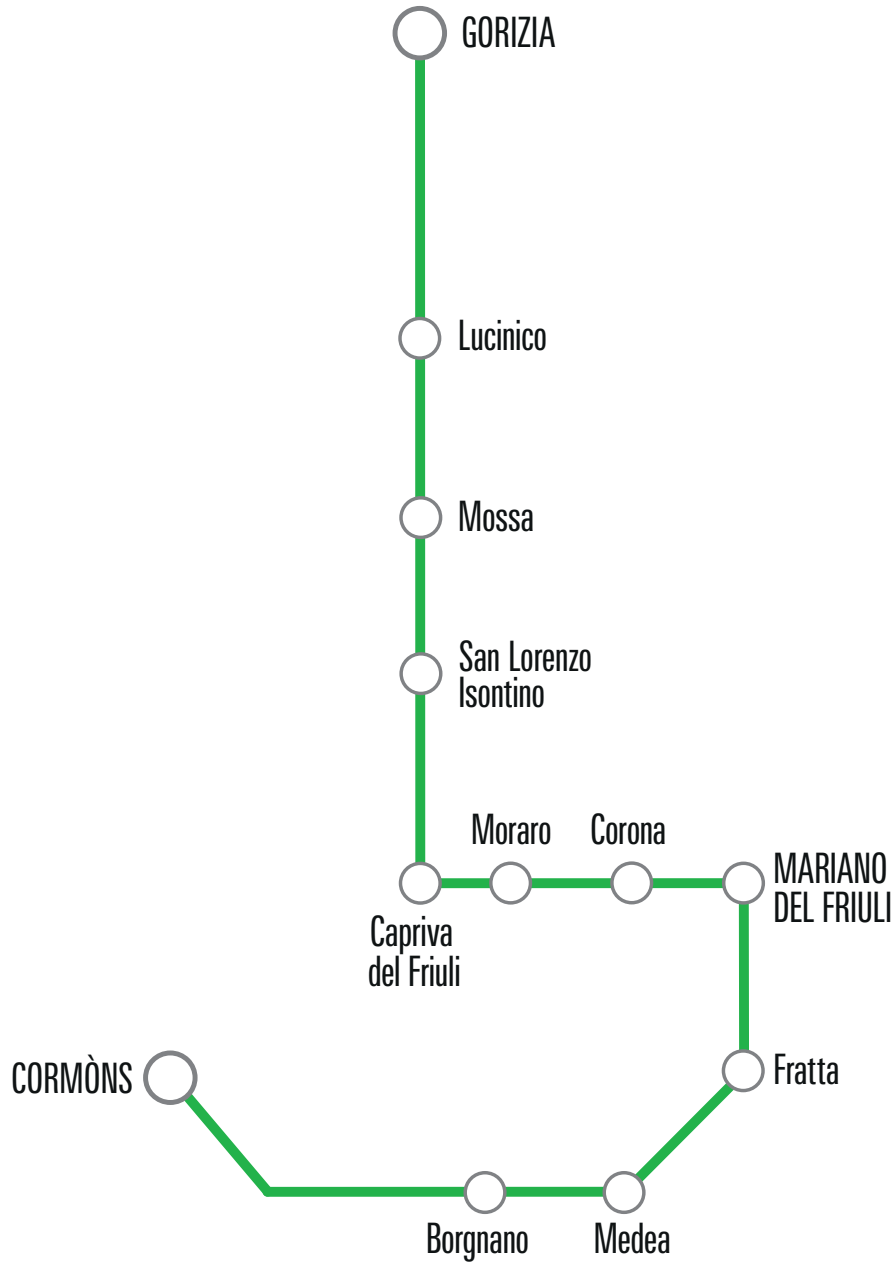 GORIZIA
Lucinico
Mossa
San Lorenzo
Isontino
Moraro
Corona
MARIANO
DEL FRIULI
Capriva
del Friuli
CORMÒNS
Fratta
Borgnano
Medea